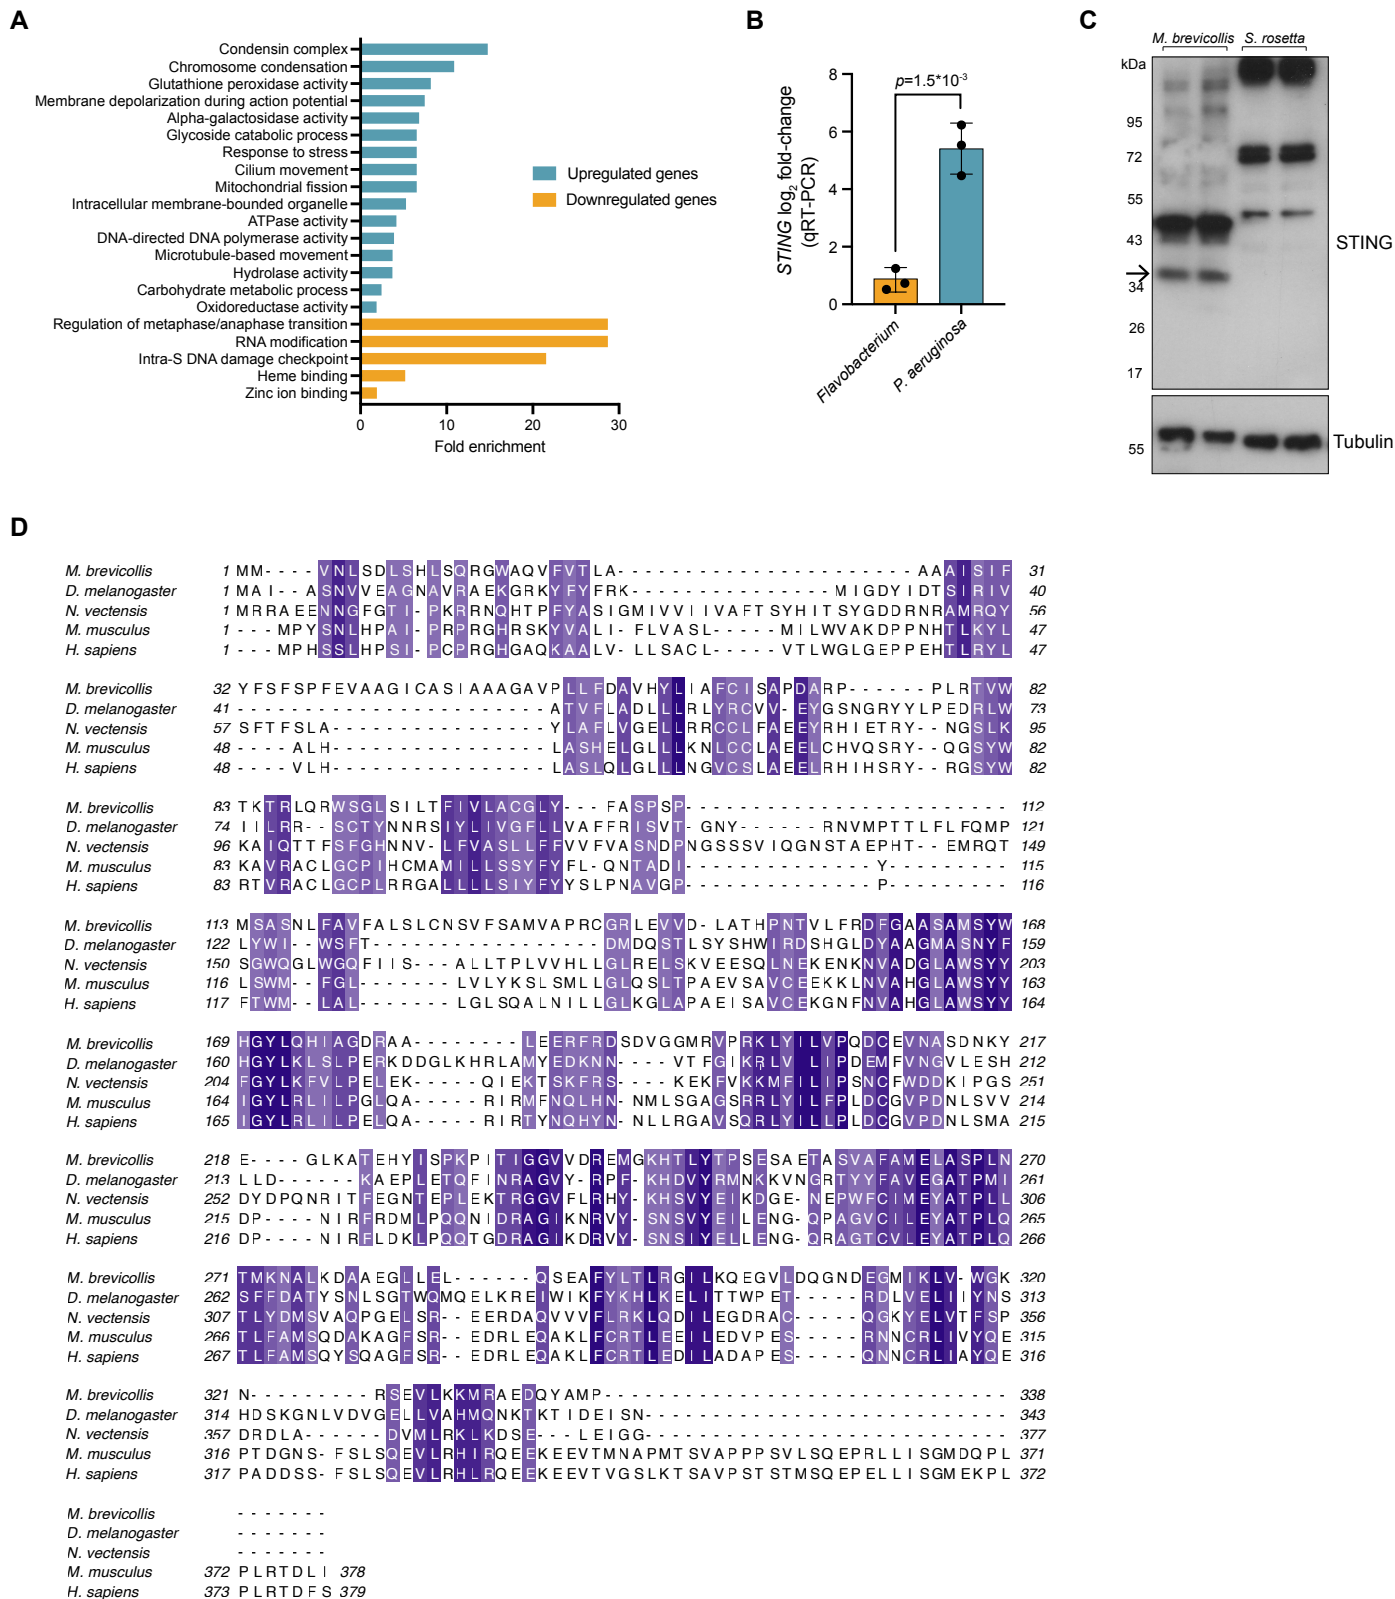 A
Condensin complex
Chromosome condensation
Glutathione peroxidase activity
Membrane depolarization during action potential
Alpha-galactosidase activity
Glycoside catabolic process
Response to stress
Cilium movement
Mitochondrial fission
Intracellular membrane-bounded organelle
ATPase activity
DNA-directed DNA polymerase activity
Microtubule-based movement
Hydrolase activity
Carbohydrate metabolic process
Oxidoreductase activity
Regulation of metaphase/anaphase transition
RNA modification
Intra-S DNA damage checkpoint
Heme binding
Zinc ion binding
0 10 20 30
Fold enrichment
Upregulated genes
Downregulated genes
B
p=1.5*10⁻³
STING log₂ fold-change
(qRT-PCR)
8
6
4
2
0
Flavobacterium
P. aeruginosa
C
M. brevicollis S. rosetta
kDa
95
72
55
43
34
26
17
STING
55
Tubulin
D
M. brevicollis 1 MM----VNLSDLSHLSQRGWAQVFVTLA----------------------AAAISIF 31
D. melanogaster 1 MAI--ASNVVEAGNAVRAEKGRKYFYFRK---------------MIGDYIDTSIRIV 40
N. vectensis 1 MRRAEENNGFGTI-PKRRNQHTPFYASIGMIVVIIVAFTSYHITSYGDDRNRAMRQY 56
M. musculus 1 ---MPYSNLHPAI-PRPRGHRSKYVALI-FLVASL-----MILWVAKDPPNHTLKYL 47
H. sapiens 1 ---MPHSSLHPSI-PCPRGHGAQKAALV-LLSACL-----VTLWGLGEPPEHTLRYL 47
M. brevicollis 32 YFSFSPFEVAAGICASIAAAGAVPLLFDAVHYLIAFCISAPDARP------PLRTVW 82
D. melanogaster 41 -----------------------ATVFLADLLLRLYRCVV-EYGSNGRYYLPEDRLW 73
N. vectensis 57 SFTFSLA----------------YLAFLVGELLRRCCLFAEEYRHIETRY--NGSLK 95
M. musculus 48 ----ALH----------------LASHELGLLLKNLCCLAEELCHVQSRY--QGSYW 82
H. sapiens 48 ----VLH----------------LASLQLGLLLNGVCSLAEELRHIHSRY--RGSYW 82
M. brevicollis 83 TKTRLQRWSGLSILTFIVLACGLY---FASPSP------------------------ 112
D. melanogaster 74 IILRR--SCTYNNRSIYLIVGFLLVAFFRISVT-GNY------RNVMPTTLFLFQMP 121
N. vectensis 96 KAIQTTFSFGHNNV-LFVASLLFFVVFVASNDPNGSSSVIQGNSTAEPHT--EMRQT 149
M. musculus 83 KAVRACLGCPIHCMAMILLSSYFYFL-QNTADI--------------Y--------- 115
H. sapiens 83 RTVRACLGCPLRRGALLLLSIYFYYSLPNAVGP--------------P--------- 116
M. brevicollis 113 MSASNLFAVFALSLCNSVFSAMVAPRCGRLEVVD-LATHPNTVLFRDFGAASAMSYW 168
D. melanogaster 122 LYWI--WSFT-----------------DMDQSTLSYSHWIRDSHGLDYAAGMASNYF 159
N. vectensis 150 SGWQGLWGQFIIS---ALLTPLVVHLLGLRELSKVEESQLNEKENKNVADGLAWSYY 203
M. musculus 116 LSWM--FGL-------LVLYKSLSMLLGLQSLTPAEVSAVCEEKKLNVAHGLAWSYY 163
H. sapiens 117 FTWM--LAL-------LGLSQALNILLGLKGLAPAEISAVCEKGNFNVAHGLAWSYY 164
M. brevicollis 169 HGYLQHIAGDRAA--------LEERFRDSDVGGMRVPRKLYILVPQDCEVNASDNKY 217
D. melanogaster 160 HGYLKLSLPERKDDGLKHRLAMYEDKNN----VTFGIKRLVILIPDEMFVNGVLESH 212
N. vectensis 204 FGYLKFVLPELEK-----QIEKTSKFRS----KEKFVKKMFILIPSNCFWDDKIPGS 251
M. musculus 164 IGYLRLILPGLQA-----RIRMFNQLHN-NMLSGAGSRRLYILFPLDCGVPDNLSVV 214
H. sapiens 165 IGYLRLILPELQA-----RIRTYNQHYN-NLLRGAVSQRLYILLPLDCGVPDNLSMA 215
M. brevicollis 218 E----GLKATEHYISPKPITIGGVVDREMGKHTLYTPSESAETASVAFAMELASPLN 270
D. melanogaster 213 LLD------KAEPLETQFINRAGVY-RPF-KHDVYRMNKKVNGRTYYFAVEGATPMI 261
N. vectensis 252 DYDPQNRITFEGNTEPLEKTRGGVFLRHY-KHSVYEIKDGE-NEPWFCIMEYATPLL 306
M. musculus 215 DP----NIRFRDMLPQQNIDRAGIKNRVY-SNSVYEILENG-QPAGVCILEYATPLQ 265
H. sapiens 216 DP----NIRFLDKLPQQTGDRAGIKDRVY-SNSIYELLENG-QRAGTCVLEYATPLQ 266
M. brevicollis 271 TMKNALKDAAEGLLEL------QSEAFYLTLRGILKQEGVLDQGNDEGMIKLV-WGK 320
D. melanogaster 262 SFFDATYSNLSGTWQMQELKREIWIKFYKHLKELITTWPET-----RDLVELIIYNS 313
N. vectensis 307 TLYDMSVAQPGELSR--EERDAQVVVFLRKLQDILEGDRAC-----QGKYELVTFSP 356
M. musculus 266 TLFAMSQDAKAGFSR--EDRLEQAKLFCRTLEEILEDVPES-----RNNCRLIVYQE 315
H. sapiens 267 TLFAMSQYSQAGFSR--EDRLEQAKLFCRTLEDILADAPES-----QNNCRLIAYQE 316
M. brevicollis 321 N---------RSEVLKKMRAEDQYAMP------------------------------ 338
D. melanogaster 314 HDSKGNLVDVGELLVAHMQNKTKTIDEISN--------------------------- 343
N. vectensis 357 DRDLA------DVMLRKLKDSE--LEIGG---------------------------- 377
M. musculus 316 PTDGNS-FSLSQEVLRHIRQEEKEEVTMNAPMTSVAPPPSVLSQEPRLLISGMDQPL 371
H. sapiens 317 PADDSS-FSLSQEVLRHLRQEEKEEVTVGSLKTSAVPSTSTMSQEPELLISGMEKPL 372
M. brevicollis -------
D. melanogaster -------
N. vectensis -------
M. musculus 372 PLRTDLI 378
H. sapiens 373 PLRTDFS 379